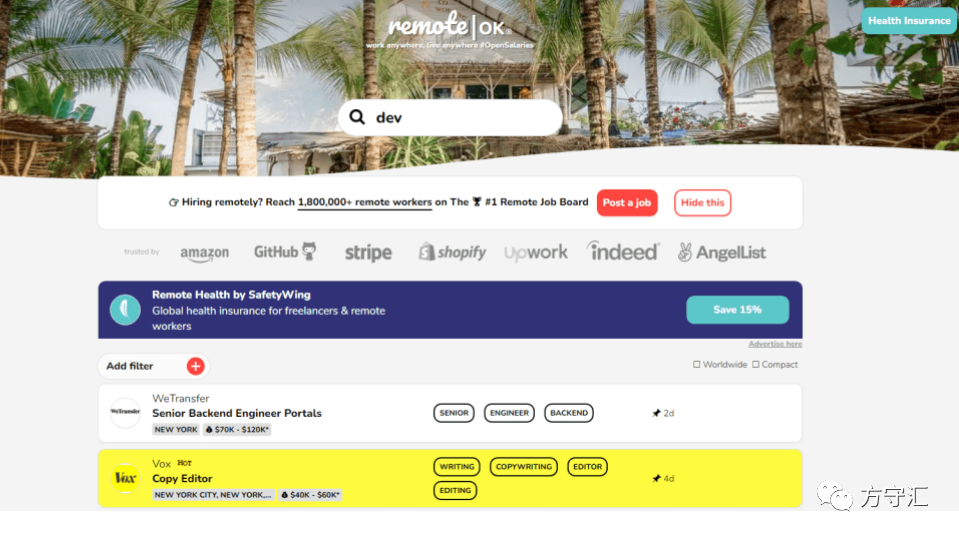 Health Insurance
remote|OK
work anywhere, live anywhere #OpenSalaries
dev
Hiring remotely? Reach 1,800,000+ remote workers on The #1 Remote Job Board
Post a job
Hide this
trusted by
amazon
GitHub
stripe
shopify
Upwork
indeed
AngelList
Remote Health by SafetyWing
Global health insurance for freelancers & remote
workers
Save 15%
Advertise here
Add filter
Worldwide
Compact
WeTransfer
WeTransfer
Senior Backend Engineer Portals
NEW YORK
$70K - $120K*
SENIOR
ENGINEER
BACKEND
2d
Vox
Vox HOT
Copy Editor
NEW YORK CITY, NEW YORK,...
$40K - $60K*
WRITING
COPYWRITING
EDITOR
EDITING
4d
方守汇